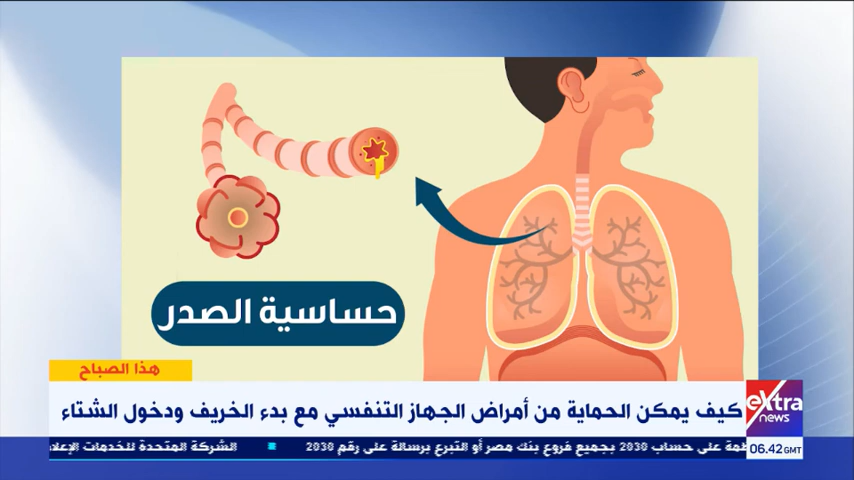 حساسية الصدر
هذا الصباح
كيف يمكن الحماية من أمراض الجهاز التنفسي مع بدء الخريف ودخول الشتاء
eXtra
news
06.42 GMT
على حساب 2030 بجميع فروع بنك مصر أو التبرع برسالة على رقم 2030 ■ الشركة المتحدة للخدمات